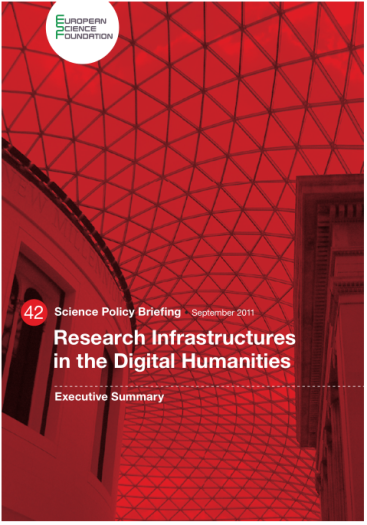 EUROPEAN
SCIENCE
FOUNDATION
42 Science Policy Briefing • September 2011
Research Infrastructures
in the Digital Humanities
Executive Summary